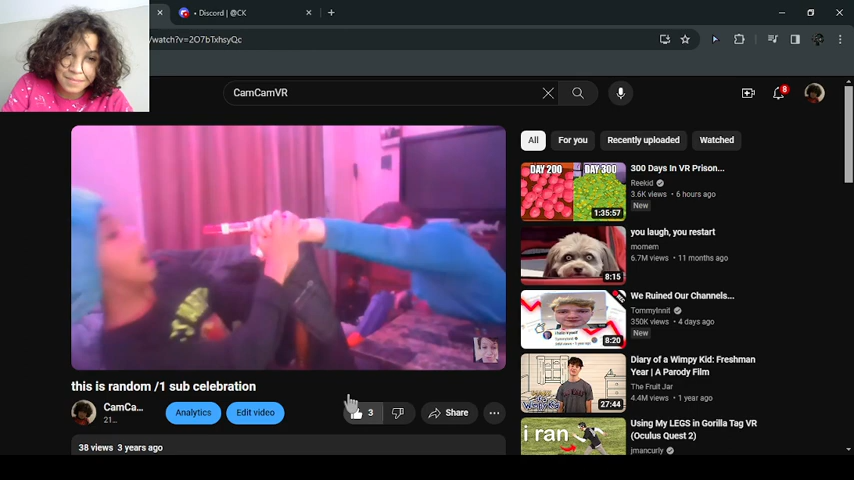 • Discord | @CK
/watch?v=2O7bTxhsyQc
CamCamVR
8
All
For you
Recently uploaded
Watched
DAY 200
DAY 300
1:35:57
300 Days In VR Prison...
Reekid
3.6K views • 6 hours ago
New
8:15
you laugh, you restart
momem
6.7M views • 11 months ago
8:20
We Ruined Our Channels...
TommyInnit
350K views • 4 days ago
New
27:44
Diary of a Wimpy Kid: Freshman
Year | A Parody Film
The Fruit Jar
4.4M views • 1 year ago
i ran
Using My LEGS in Gorilla Tag VR
(Oculus Quest 2)
jmancurly
this is random /1 sub celebration
CamCa...
21...
Analytics
Edit video
3
Share
38 views 3 years ago